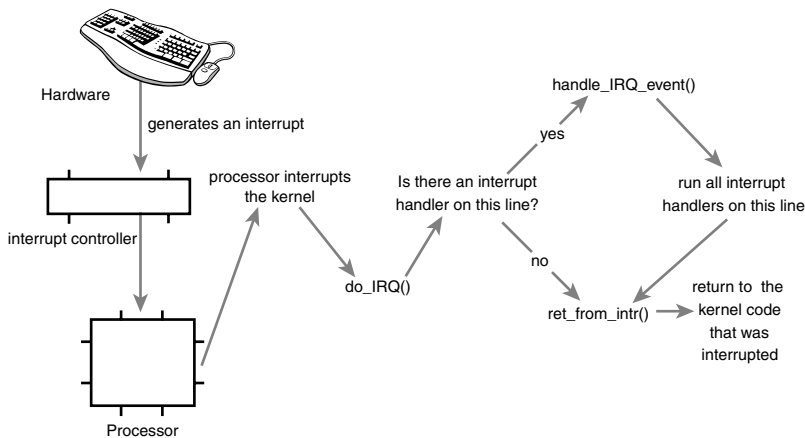 Hardware
generates an interrupt
interrupt controller
Processor
processor interrupts
the kernel
do_IRQ()
Is there an interrupt
handler on this line?
yes
no
handle_IRQ_event()
run all interrupt
handlers on this line
ret_from_intr()
return to the
kernel code
that was
interrupted